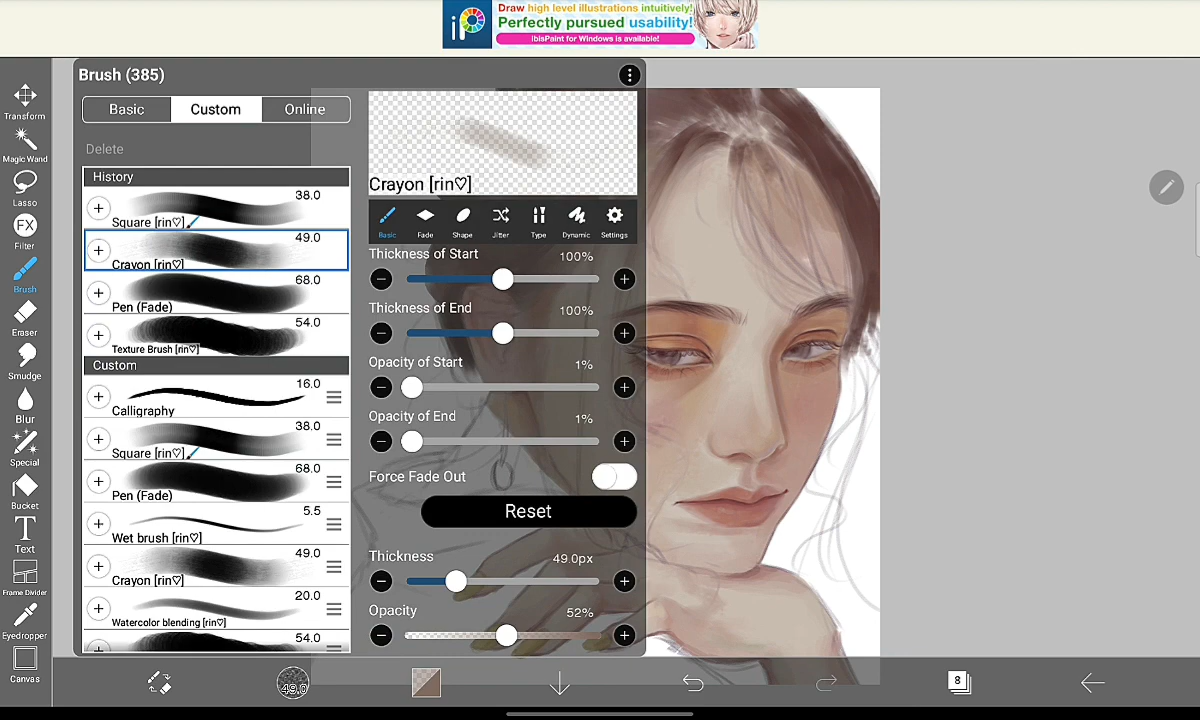 Draw high level illustrations intuitively!
Perfectly pursued usability!
ibisPaint for Windows is available!
Brush (385)
Basic
Custom
Online
Delete
History
38.0
Square [rin♡]
49.0
Crayon [rin♡]
68.0
Pen (Fade)
54.0
Texture Brush [rin♡]
Custom
16.0
Calligraphy
38.0
Square [rin♡]
68.0
Pen (Fade)
5.5
Wet brush [rin♡]
49.0
Crayon [rin♡]
20.0
Watercolor blending [rin♡]
54.0
Crayon [rin♡]
Basic
Fade
Shape
Jitter
Type
Dynamic
Settings
Thickness of Start
100%
Thickness of End
100%
Opacity of Start
1%
Opacity of End
1%
Force Fade Out
Reset
Thickness
49.0px
Opacity
52%
Transform
Magic Wand
Lasso
FX
Filter
Brush
Eraser
Smudge
Blur
Special
Bucket
T
Text
Frame Divider
Eyedropper
Canvas
49.0
8